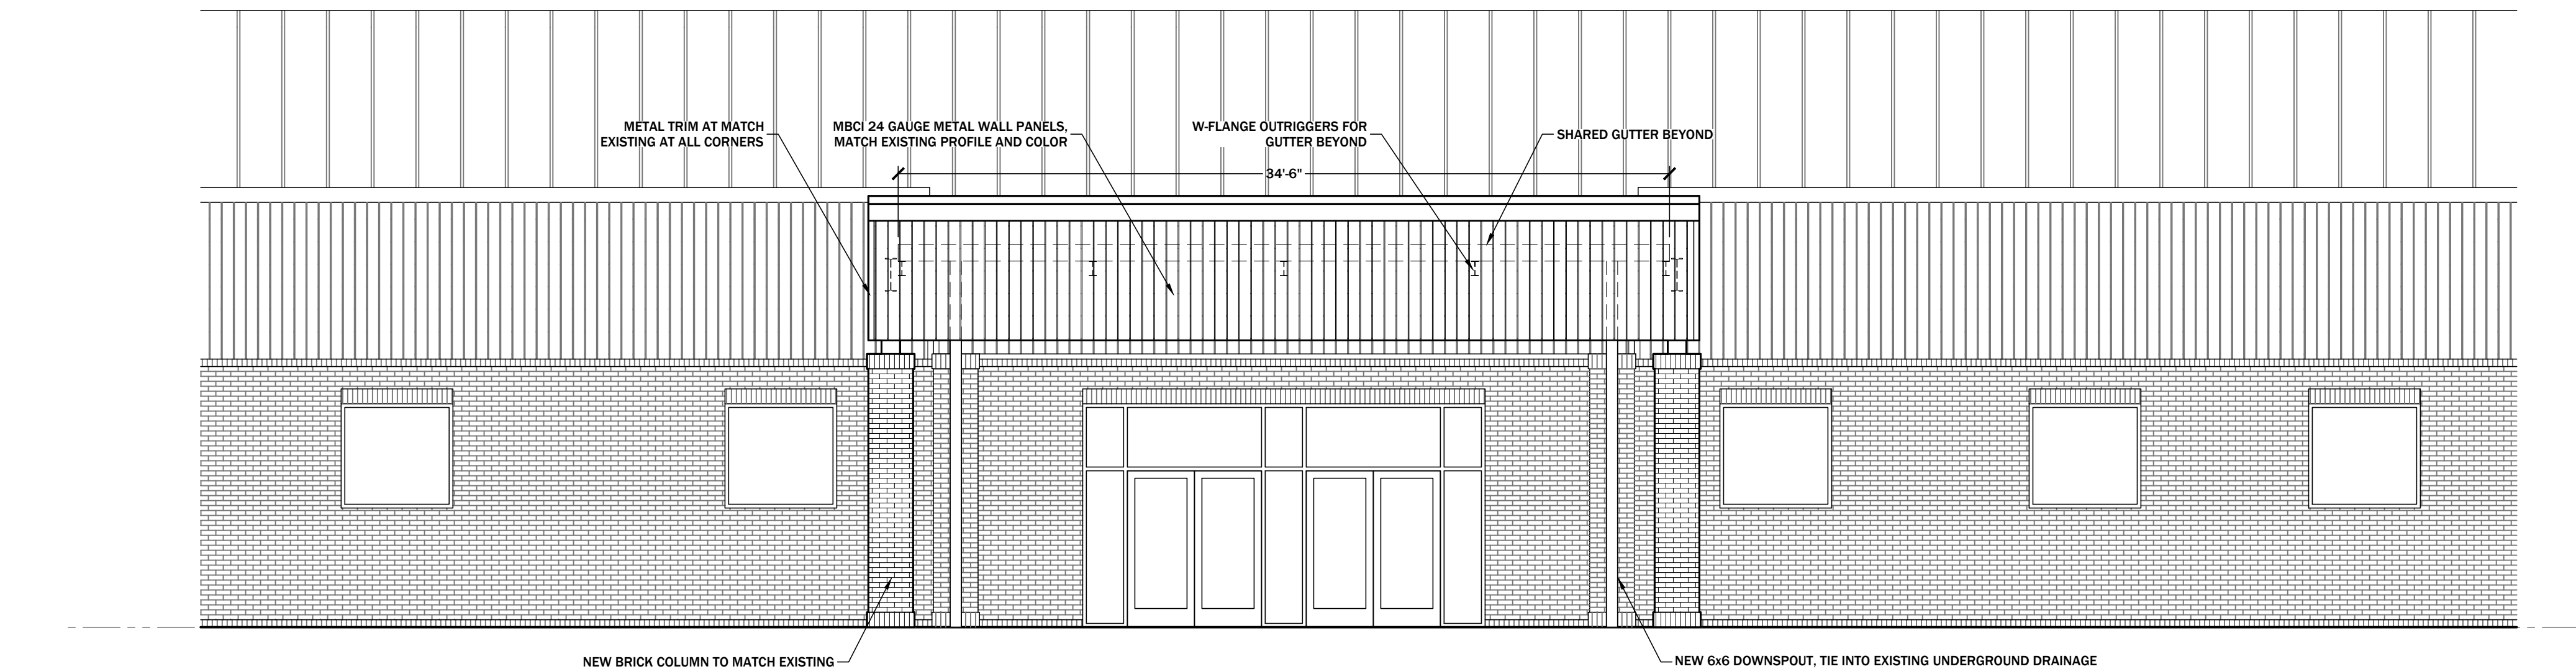 METAL TRIM AT MATCH
EXISTING AT ALL CORNERS
MBCI 24 GAUGE METAL WALL PANELS,
MATCH EXISTING PROFILE AND COLOR
W-FLANGE OUTRIGGERS FOR
GUTTER BEYOND
SHARED GUTTER BEYOND
34'-6"
NEW BRICK COLUMN TO MATCH EXISTING
NEW 6x6 DOWNSPOUT, TIE INTO EXISTING UNDERGROUND DRAINAGE